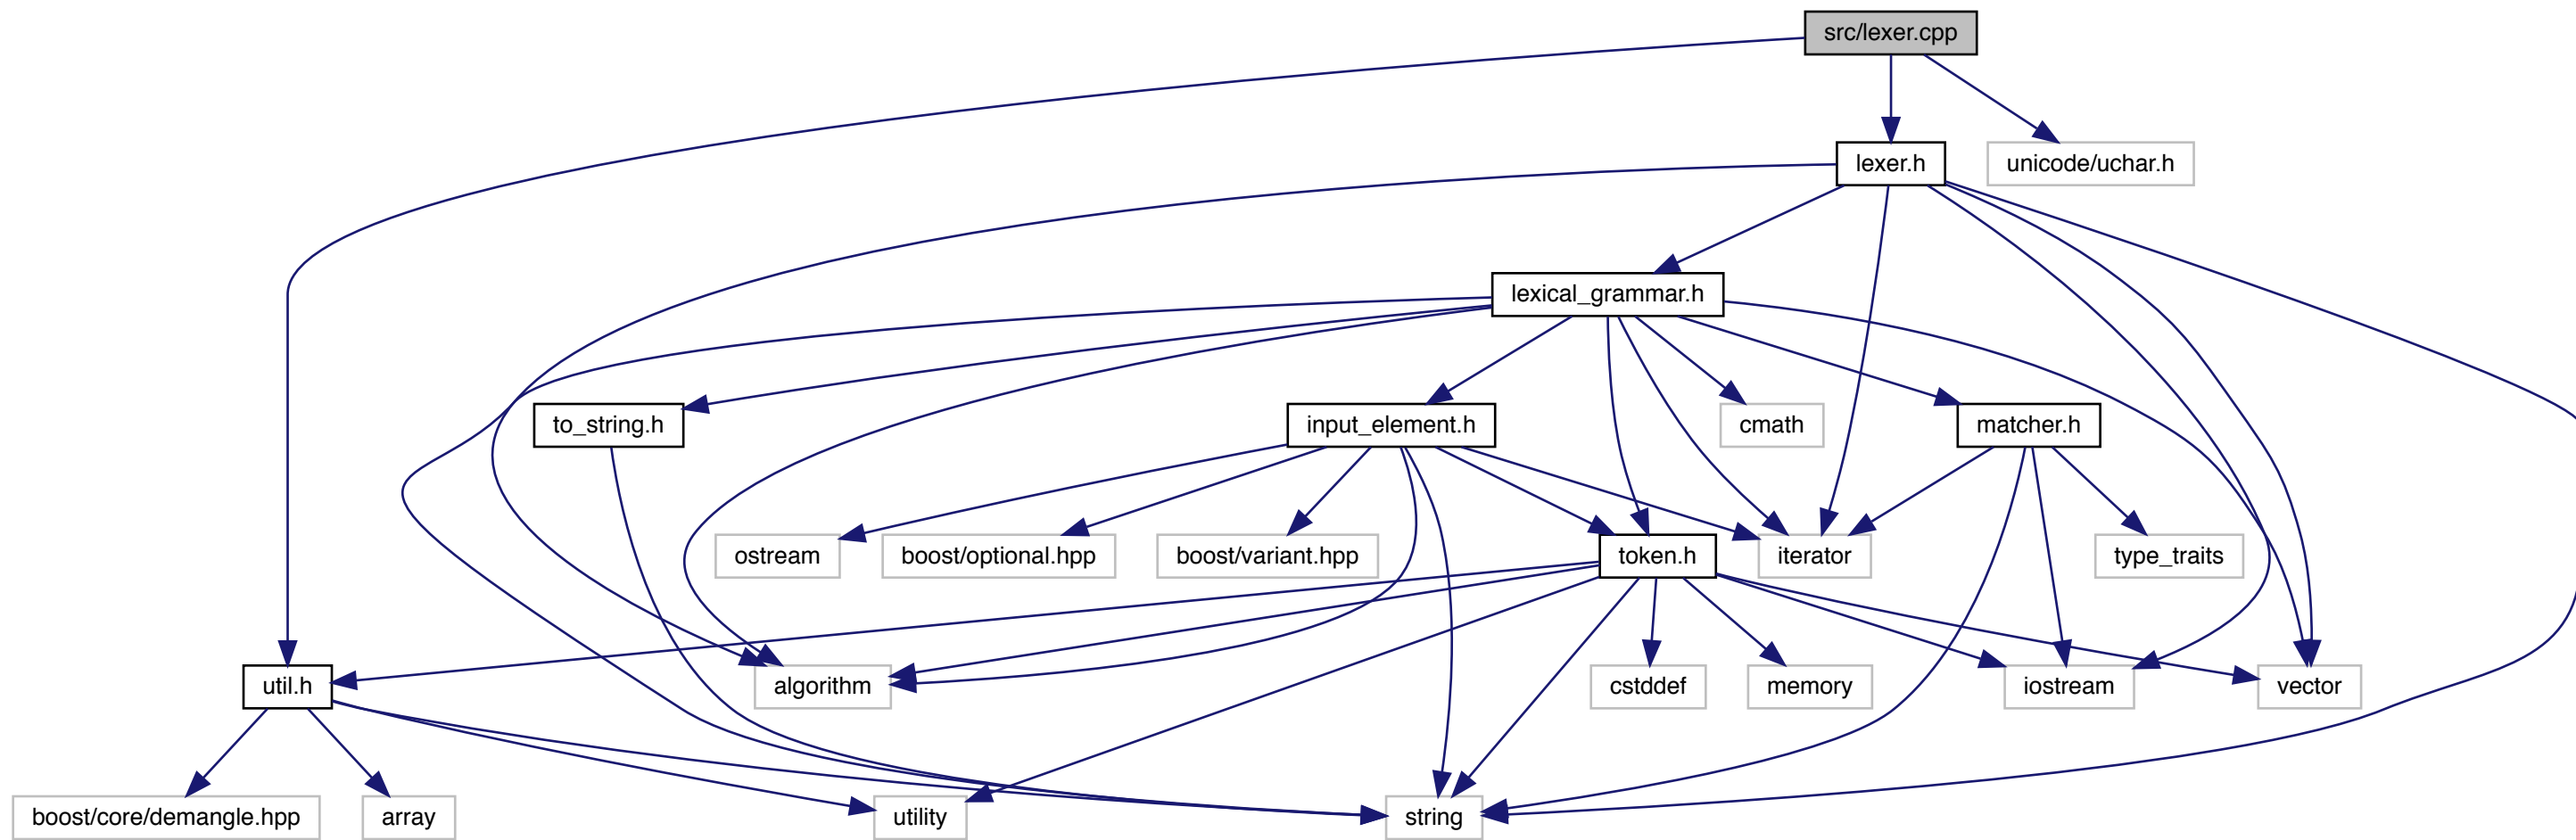 src/lexer.cpp
lexer.h
unicode/uchar.h
lexical_grammar.h
to_string.h
input_element.h
cmath
matcher.h
ostream
boost/optional.hpp
boost/variant.hpp
token.h
iterator
type_traits
util.h
algorithm
cstddef
memory
iostream
vector
boost/core/demangle.hpp
array
utility
string